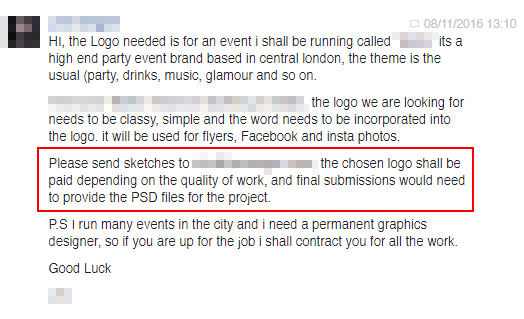 08/11/2016 13:10
Hi, the Logo needed is for an event i shall be running called its a
high end party event brand based in central london, the theme is the
usual (party, drinks, music, glamour and so on.
the logo we are looking for
needs to be classy, simple and the word needs to be incorporated into
the logo. it will be used for flyers, Facebook and insta photos.
Please send sketches to the chosen logo shall be
paid depending on the quality of work, and final submissions would need
to provide the PSD files for the project.
P.S I run many events in the city and i need a permanent graphics
designer, so if you are up for the job i shall contract you for all the work.
Good Luck